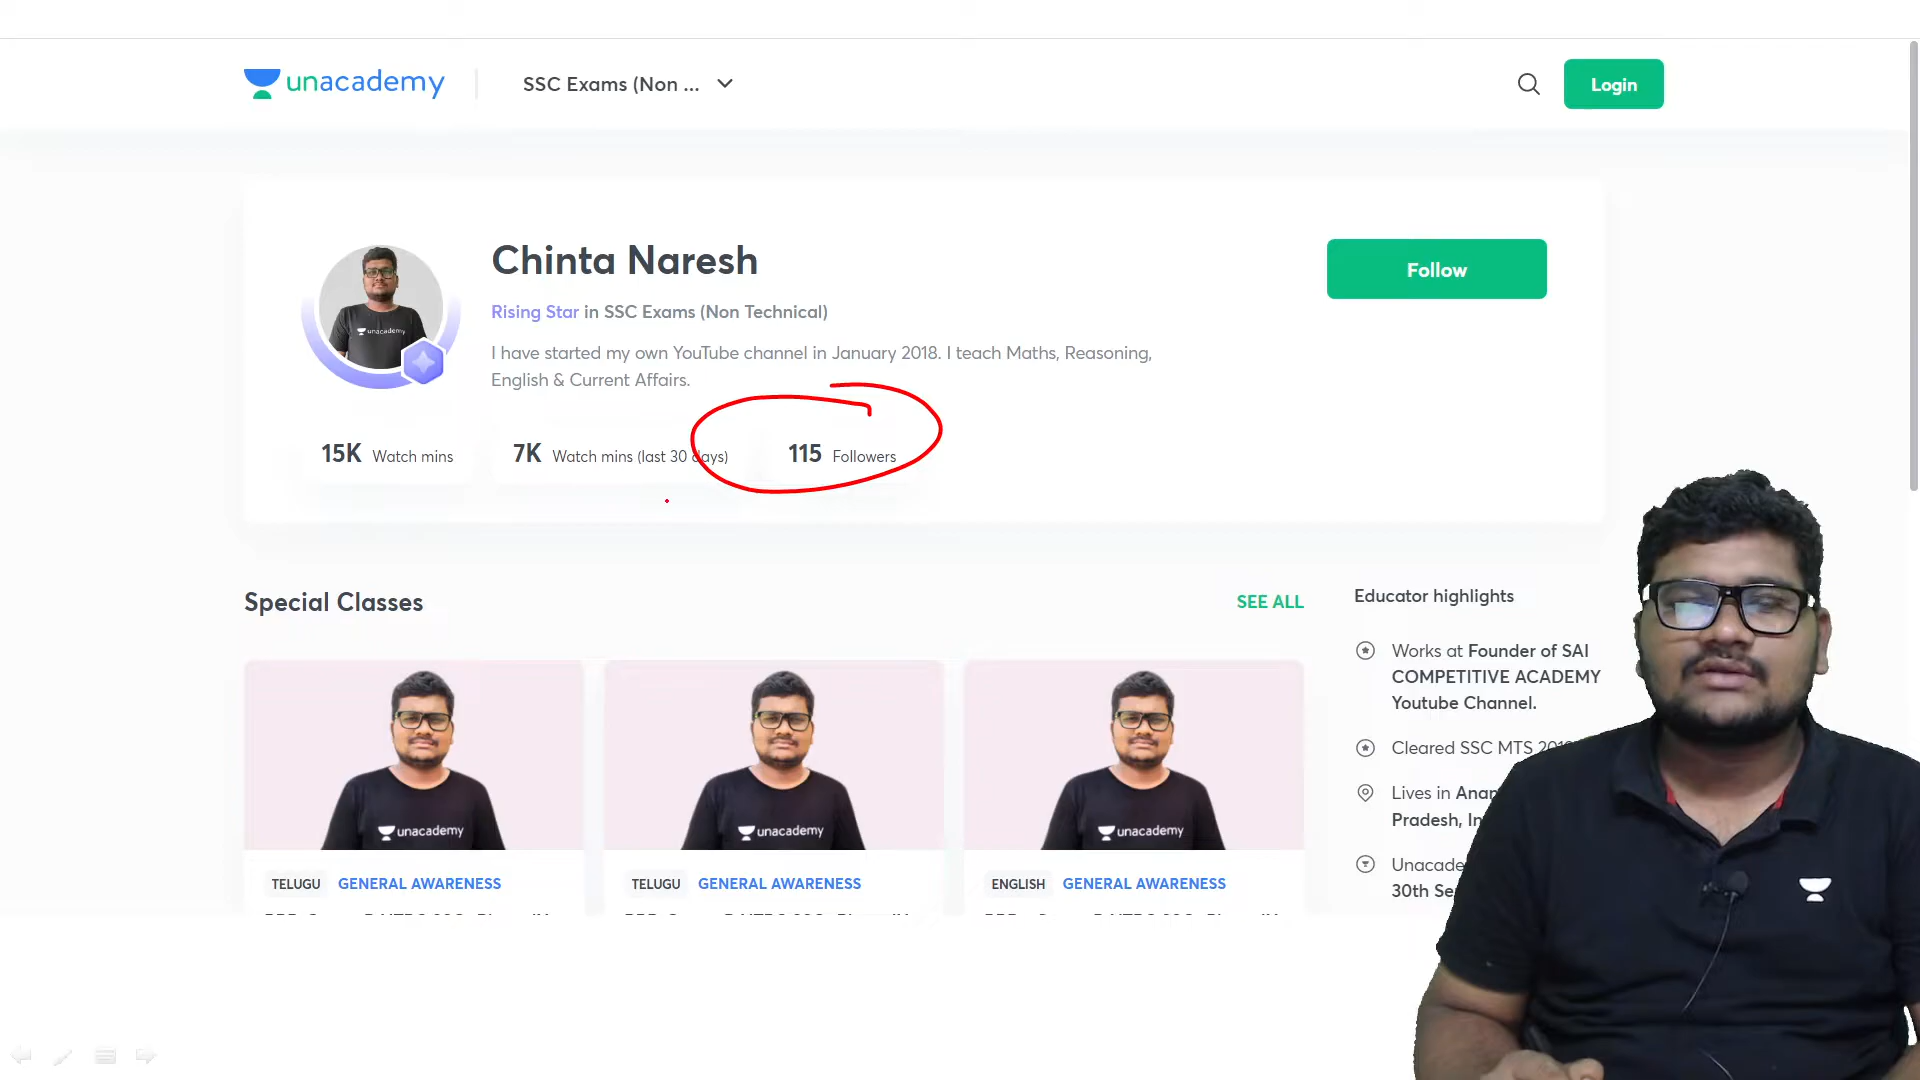 unacademy
SSC Exams (Non ...
Login
Chinta Naresh
Follow
Rising Star in SSC Exams (Non Technical)
I have started my own YouTube channel in January 2018. I teach Maths, Reasoning,
English & Current Affairs.
15K Watch mins
7K Watch mins (last 30 days)
115 Followers
unacademy
Special Classes
SEE ALL
unacademy
unacademy
unacademy
TELUGU GENERAL AWARENESS
TELUGU GENERAL AWARENESS
ENGLISH GENERAL AWARENESS
Educator highlights
Works at Founder of SAI
COMPETITIVE ACADEMY
Youtube Channel.
Cleared SSC MTS
Lives in
Pradesh,
30th